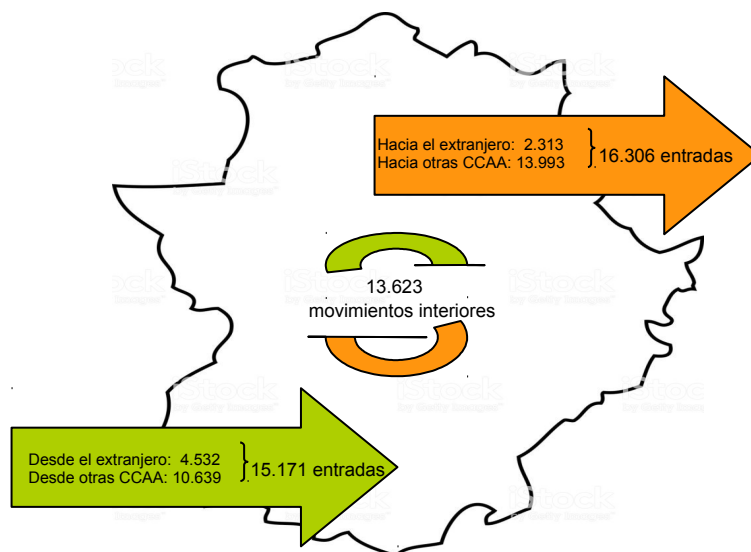 Hacia el extranjero: 2.313
Hacia otras CCAA: 13.993
16.306 entradas
13.623
movimientos interiores
Desde el extranjero: 4.532
Desde otras CCAA: 10.639
15.171 entradas